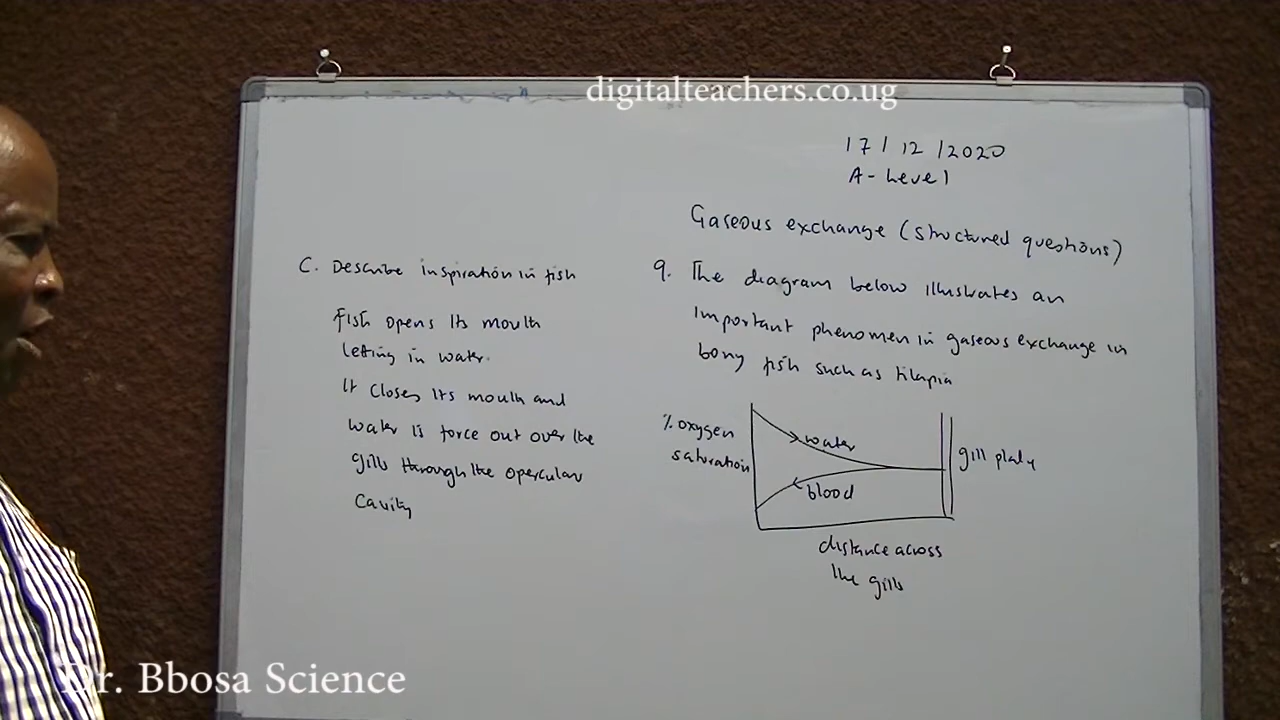 digitalteachers.co.ug
17/12/2020
A-Level
Gaseous exchange (structured questions)
C. Describe inspiration in fish
Fish opens its mouth
letting in water.
It closes its mouth and
water is force out over the
gills through the opercular
cavity
9. The diagram below illustrates an
important phenomen in gaseous exchange in
bony fish such as tilapia
% oxygen
saturation
water
blood
gill plate
distance across
the gills
Dr. Bbosa Science